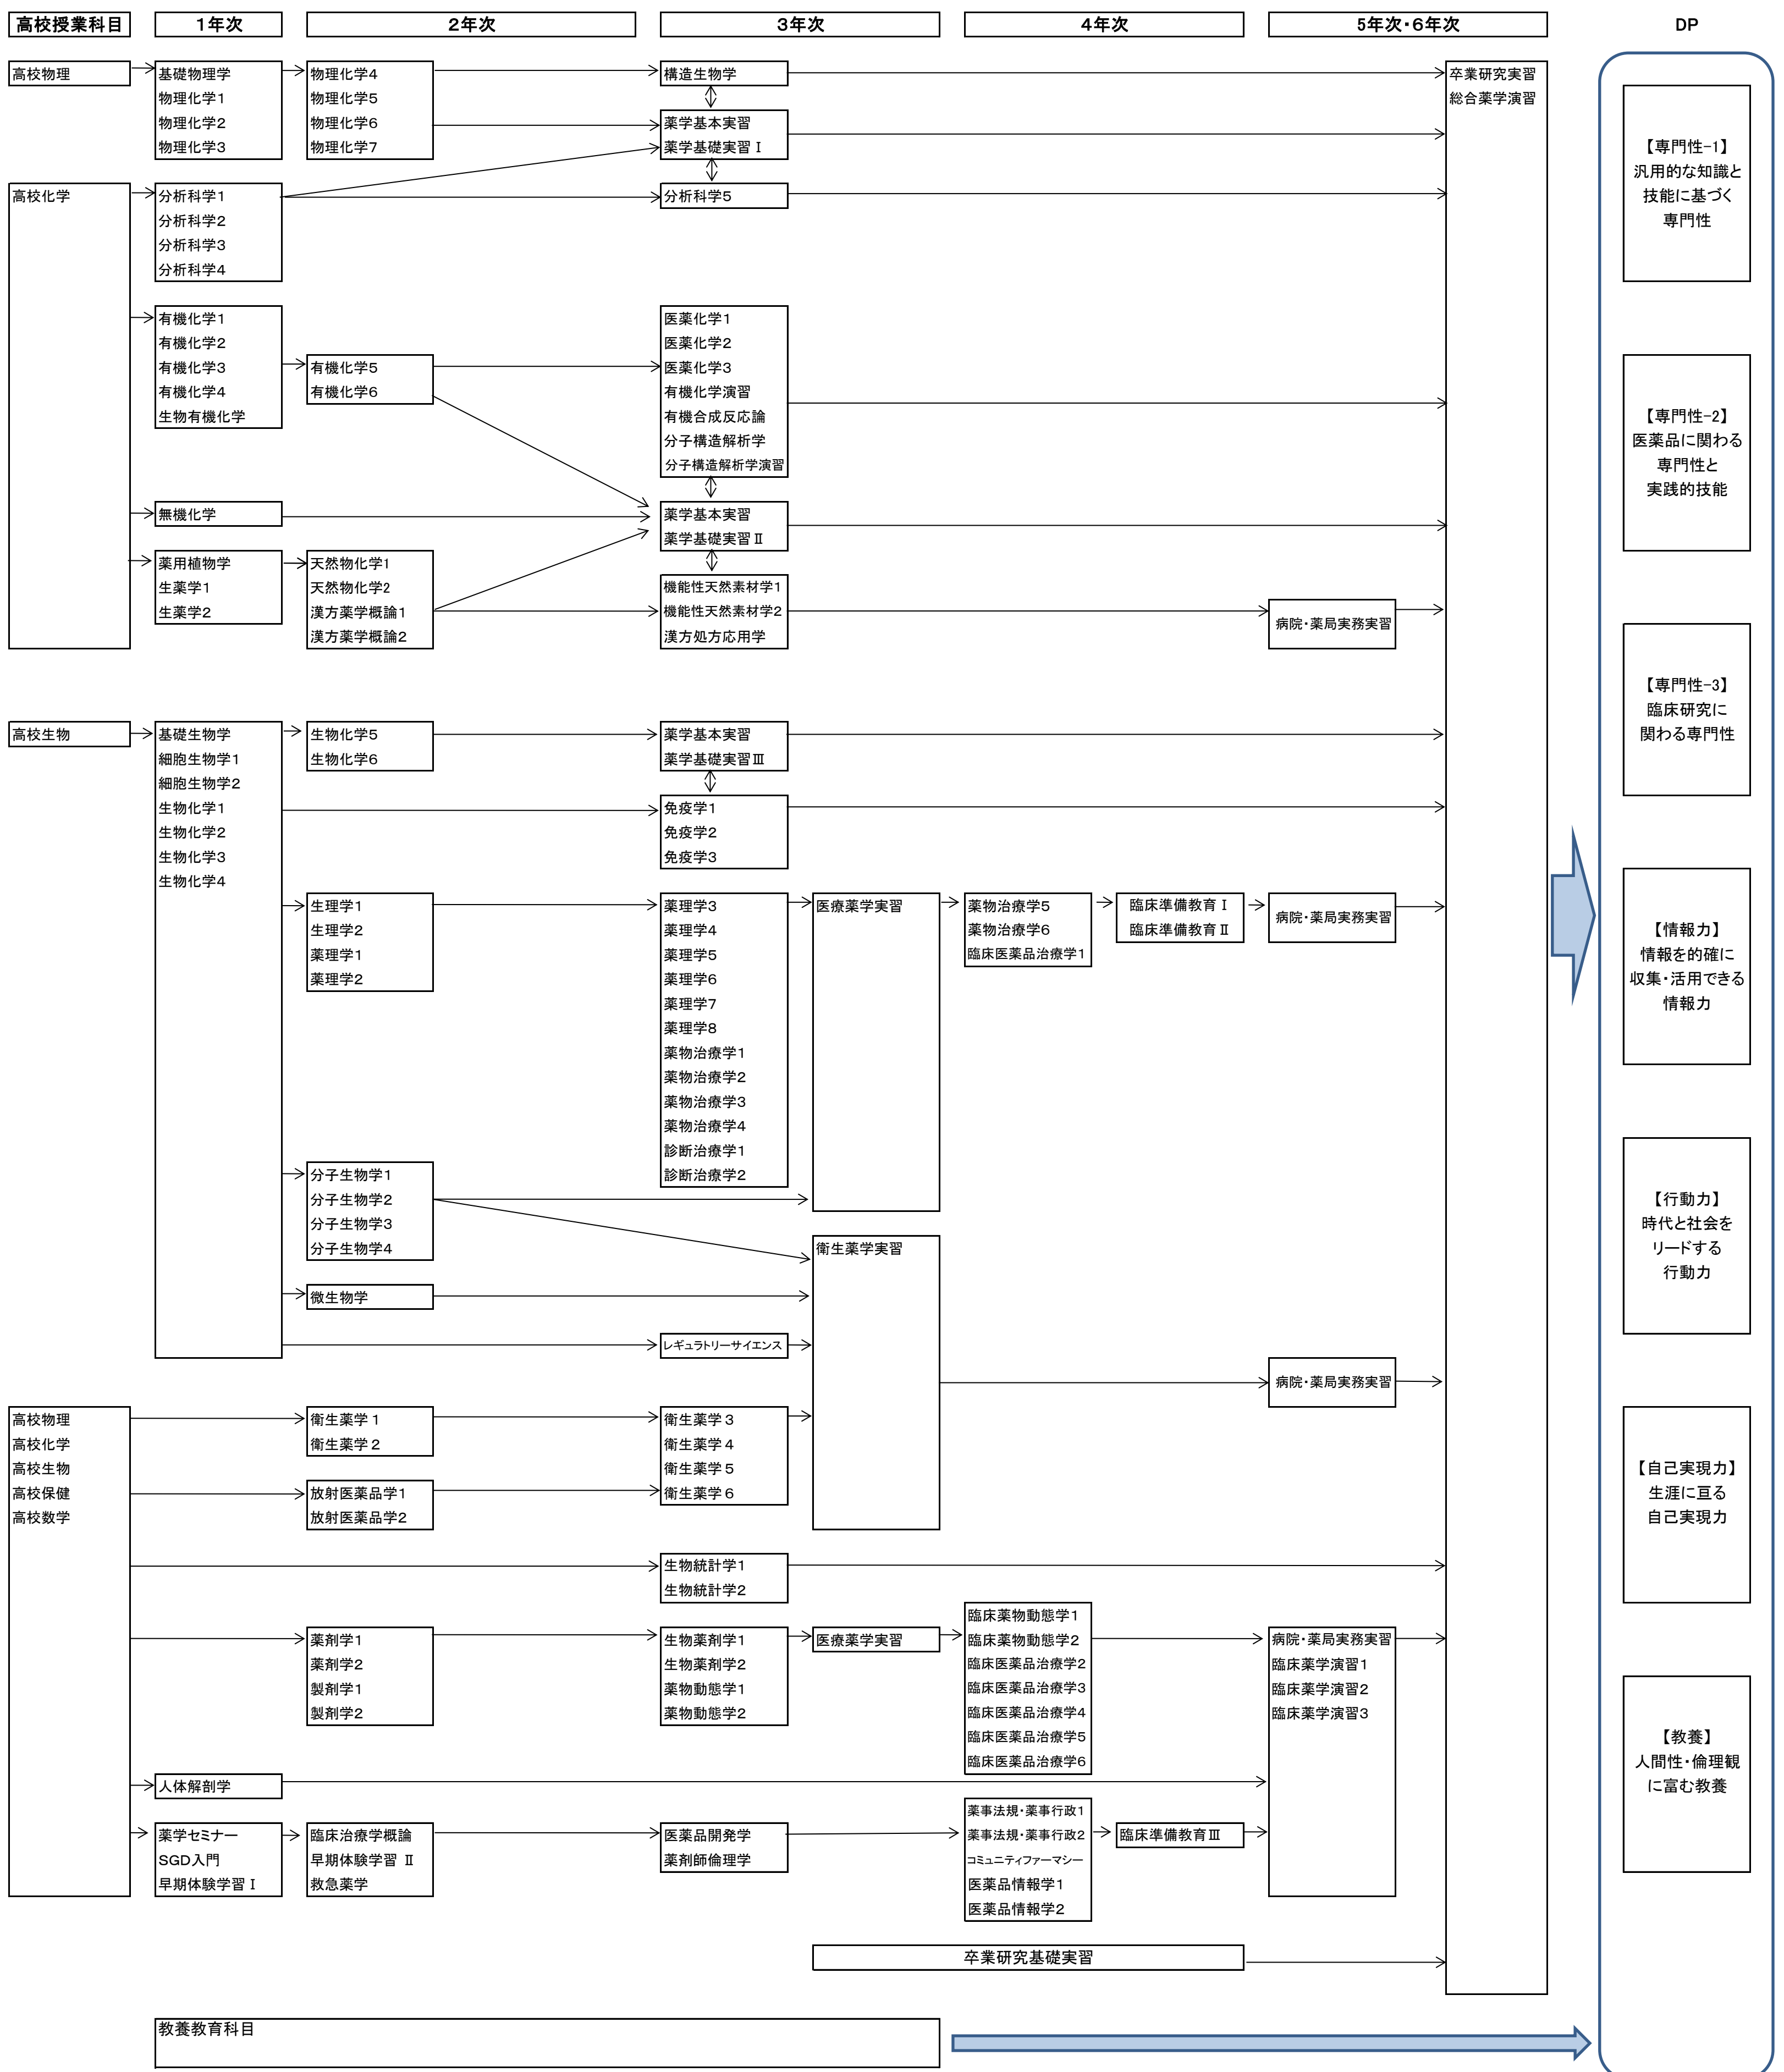 高校授業科目
1年次
2年次
3年次
4年次
5年次・6年次
DP
高校物理
基礎物理学
物理化学1
物理化学2
物理化学3
物理化学4
物理化学5
物理化学6
物理化学7
構造生物学
薬学基本実習
薬学基礎実習Ⅰ
卒業研究実習
総合薬学演習
高校化学
分析科学1
分析科学2
分析科学3
分析科学4
分析科学5
有機化学1
有機化学2
有機化学3
有機化学4
生物有機化学
有機化学5
有機化学6
医薬化学1
医薬化学2
医薬化学3
有機化学演習
有機合成反応論
分子構造解析学
分子構造解析学演習
無機化学
薬学基本実習
薬学基礎実習Ⅱ
薬用植物学
生薬学1
生薬学2
天然物化学1
天然物化学2
漢方薬学概論1
漢方薬学概論2
機能性天然素材学1
機能性天然素材学2
漢方処方応用学
病院・薬局実務実習
高校生物
基礎生物学
細胞生物学1
細胞生物学2
生物化学1
生物化学2
生物化学3
生物化学4
生物化学5
生物化学6
薬学基本実習
薬学基礎実習Ⅲ
免疫学1
免疫学2
免疫学3
生理学1
生理学2
薬理学1
薬理学2
薬理学3
薬理学4
薬理学5
薬理学6
薬理学7
薬理学8
薬物治療学1
薬物治療学2
薬物治療学3
薬物治療学4
診断治療学1
診断治療学2
医療薬学実習
薬物治療学5
薬物治療学6
臨床医薬品治療学1
臨床準備教育Ⅰ
臨床準備教育Ⅱ
病院・薬局実務実習
分子生物学1
分子生物学2
分子生物学3
分子生物学4
衛生薬学実習
微生物学
レギュラトリーサイエンス
病院・薬局実務実習
高校物理
高校化学
高校生物
高校保健
高校数学
衛生薬学1
衛生薬学2
衛生薬学3
衛生薬学4
衛生薬学5
衛生薬学6
放射医薬品学1
放射医薬品学2
生物統計学1
生物統計学2
薬剤学1
薬剤学2
製剤学1
製剤学2
生物薬剤学1
生物薬剤学2
薬物動態学1
薬物動態学2
医療薬学実習
臨床薬物動態学1
臨床薬物動態学2
臨床医薬品治療学2
臨床医薬品治療学3
臨床医薬品治療学4
臨床医薬品治療学5
臨床医薬品治療学6
病院・薬局実務実習
臨床薬学演習1
臨床薬学演習2
臨床薬学演習3
人体解剖学
薬学セミナー
SGD入門
早期体験学習Ⅰ
臨床治療学概論
早期体験学習 Ⅱ
救急薬学
医薬品開発学
薬剤師倫理学
薬事法規・薬事行政1
薬事法規・薬事行政2
コミュニティファーマシー
医薬品情報学1
医薬品情報学2
臨床準備教育Ⅲ
卒業研究基礎実習
教養教育科目
【専門性-1】
汎用的な知識と
技能に基づく
専門性
【専門性-2】
医薬品に関わる
専門性と
実践的技能
【専門性-3】
臨床研究に
関わる専門性
【情報力】
情報を的確に
収集・活用できる
情報力
【行動力】
時代と社会を
リードする
行動力
【自己実現力】
生涯に亘る
自己実現力
【教養】
人間性・倫理観
に富む教養